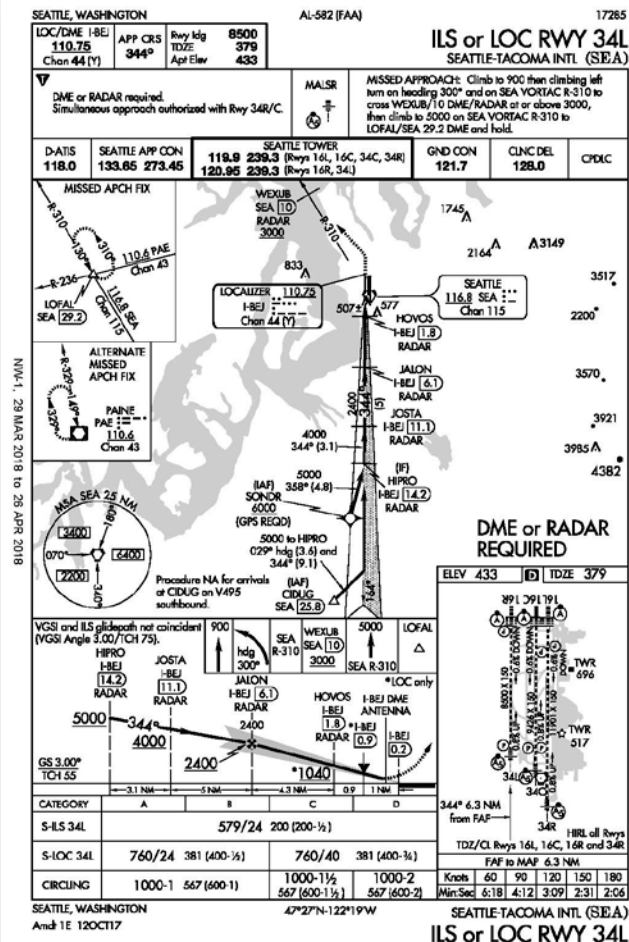 SEATTLE, WASHINGTON
AL-582 (FAA)
17285
LOC/DME I-BEJ
110.75
Chan 44 (Y)
APP CRS
344°
Rwy ldg 8500
TDZE 379
Apt Elev 433
ILS or LOC RWY 34L
SEATTLE-TACOMA INTL (SEA)
T
DME or RADAR required.
Simultaneous approach authorized with Rwy 34R/C.
MALSR
MISSED APPROACH: Climb to 900 then climbing left
turn on heading 300° and on SEA VORTAC R-310 to
cross WEXUB/10 DME/RADAR at or above 3000,
then climb to 5000 on SEA VORTAC R-310 to
LOFAL/SEA 29.2 DME and hold.
D-ATIS
118.0
SEATTLE APP CON
133.65 273.45
SEATTLE TOWER
119.9 239.3 (Rwys 16L, 16C, 34C, 34R)
120.95 239.3 (Rwys 16R, 34L)
GND CON
121.7
CLNC DEL
128.0
CPDLC
MISSED APCH FIX
R-310
310°
130°
110.6 PAE
Chan 43
R-236
116.8 SEA
Chan 115
LOFAL
SEA 29.2
ALTERNATE
MISSED
APCH FIX
R-329
149°
329°
PAINE
PAE
110.6
Chan 43
WEXUB
SEA 10
RADAR
3000
R-310
1745
2164
3149
3517
2200
3570
3921
3985
4382
833
LOCALIZER 110.75
I-BEJ
Chan 44 (Y)
507±
577
SEATTLE
116.8 SEA
Chan 115
HOVOS
I-BEJ 1.8
RADAR
JALON
I-BEJ 6.1
RADAR
2400
344°
(5)
JOSTA
I-BEJ 11.1
RADAR
4000
344° (3.1)
(IF)
HIPRO
I-BEJ 14.2
RADAR
5000
358° (4.8)
(IAF)
SONDR
6000
(GPS REQD)
5000 to HIPRO
029° hdg (3.6) and
344° (9.1)
(IAF)
CIDUG
SEA 25.8
164°
MSA SEA 25 NM
180°
3400
070°
6400
2200
340°
Procedure NA for arrivals
at CIDUG on V495
southbound.
DME or RADAR
REQUIRED
NW-1, 29 MAR 2018 to 26 APR 2018
ELEV 433
D
TDZE 379
16R 16C 16L
0.6% DOWN
8500 X 150
9426 X 150
11901 X 150
TWR
696
TWR
517
34L
34C
34R
344° 6.3 NM
from FAF
HIRL all Rwys
TDZ/CL Rwys 16L, 16C, 16R and 34R
FAF to MAP 6.3 NM
Knots 60 90 120 150 180
Min:Sec 6:18 4:12 3:09 2:31 2:06
VGSI and ILS glidepath not coincident
(VGSI Angle 3.00/TCH 75).
900
hdg
300°
SEA
R-310
WEXUB
SEA 10
3000
5000
SEA R-310
LOFAL
HIPRO
I-BEJ
14.2
RADAR
JOSTA
I-BEJ
11.1
RADAR
JALON
I-BEJ 6.1
RADAR
2400
HOVOS
I-BEJ
1.8
RADAR
*LOC only
*I-BEJ
0.9
I-BEJ DME
ANTENNA
I-BEJ
0.2
5000
344°
4000
2400
*1040
GS 3.00°
TCH 55
3.1 NM
5 NM
4.3 NM
0.9
1 NM
CATEGORY A B C D
S-ILS 34L 579/24 200 (200-½)
S-LOC 34L 760/24 381 (400-½) 760/40 381 (400-¾)
CIRCLING 1000-1 567 (600-1) 1000-1½ 567 (600-1½) 1000-2 567 (600-2)
SEATTLE, WASHINGTON
Amdt 1E 12OCT17
47°27'N-122°19'W
SEATTLE-TACOMA INTL (SEA)
ILS or LOC RWY 34L